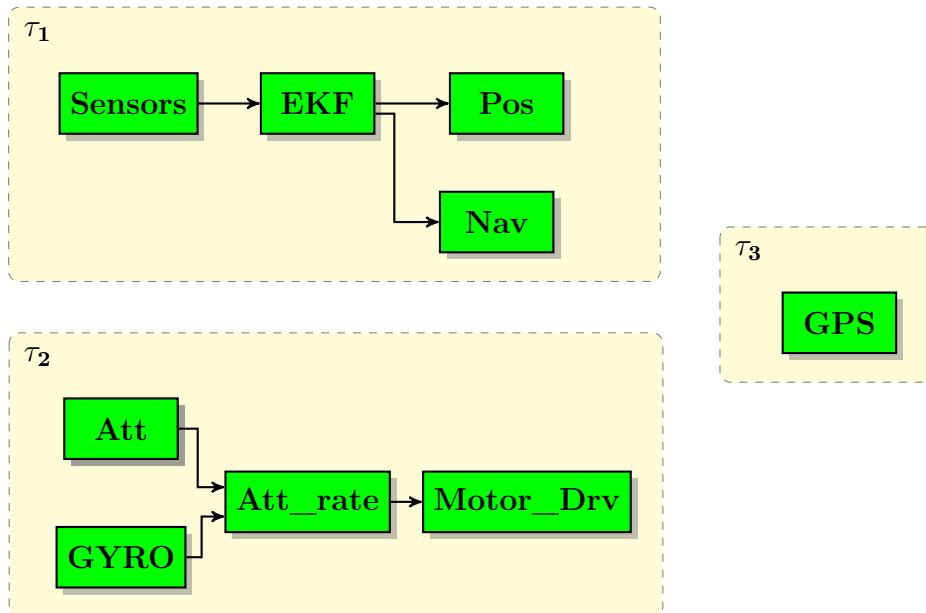 τ1
Sensors
EKF
Pos
Nav
τ3
GPS
τ2
Att
Att_rate
Motor_Drv
GYRO